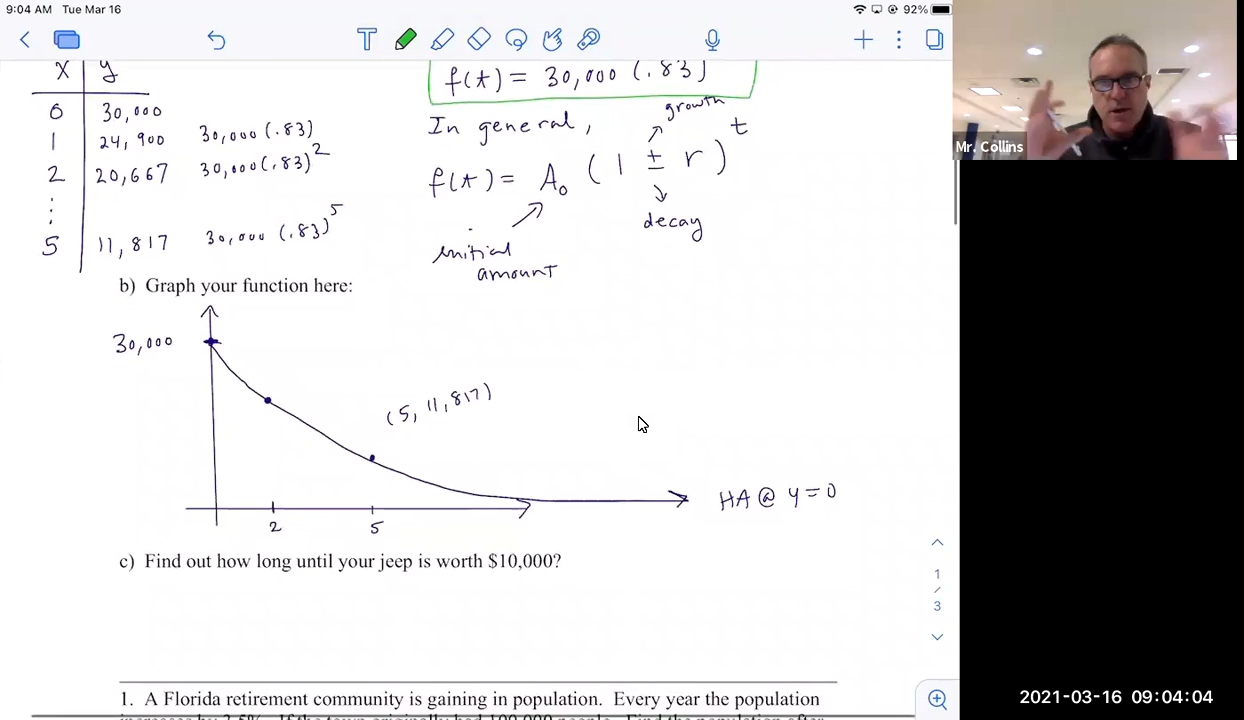 9:04 AM Tue Mar 16
92%
x y
f(t) = 30,000 (.83)
0 30,000
growth
1 24,900 30,000(.83)
In general,
t
2 20,667 30,000(.83)^2
f(t) = A₀ ( 1 ± r )
decay
5 11,817 30,000 (.83)^5
initial
amount
b) Graph your function here:
30,000
(5, 11,817)
HA @ y = 0
2 5
c) Find out how long until your jeep is worth $10,000?
1
/
3
1. A Florida retirement community is gaining in population. Every year the population
Mr. Collins
2021-03-16 09:04:04